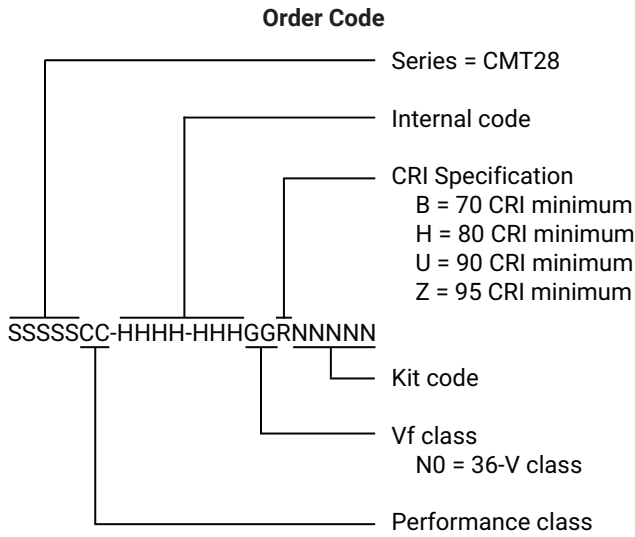 Order Code
Series = CMT28
Internal code
CRI Specification
B = 70 CRI minimum
H = 80 CRI minimum
U = 90 CRI minimum
Z = 95 CRI minimum
SSSSSCC-HHHH-HHHGGRNNNNN
Kit code
Vf class
N0 = 36-V class
Performance class